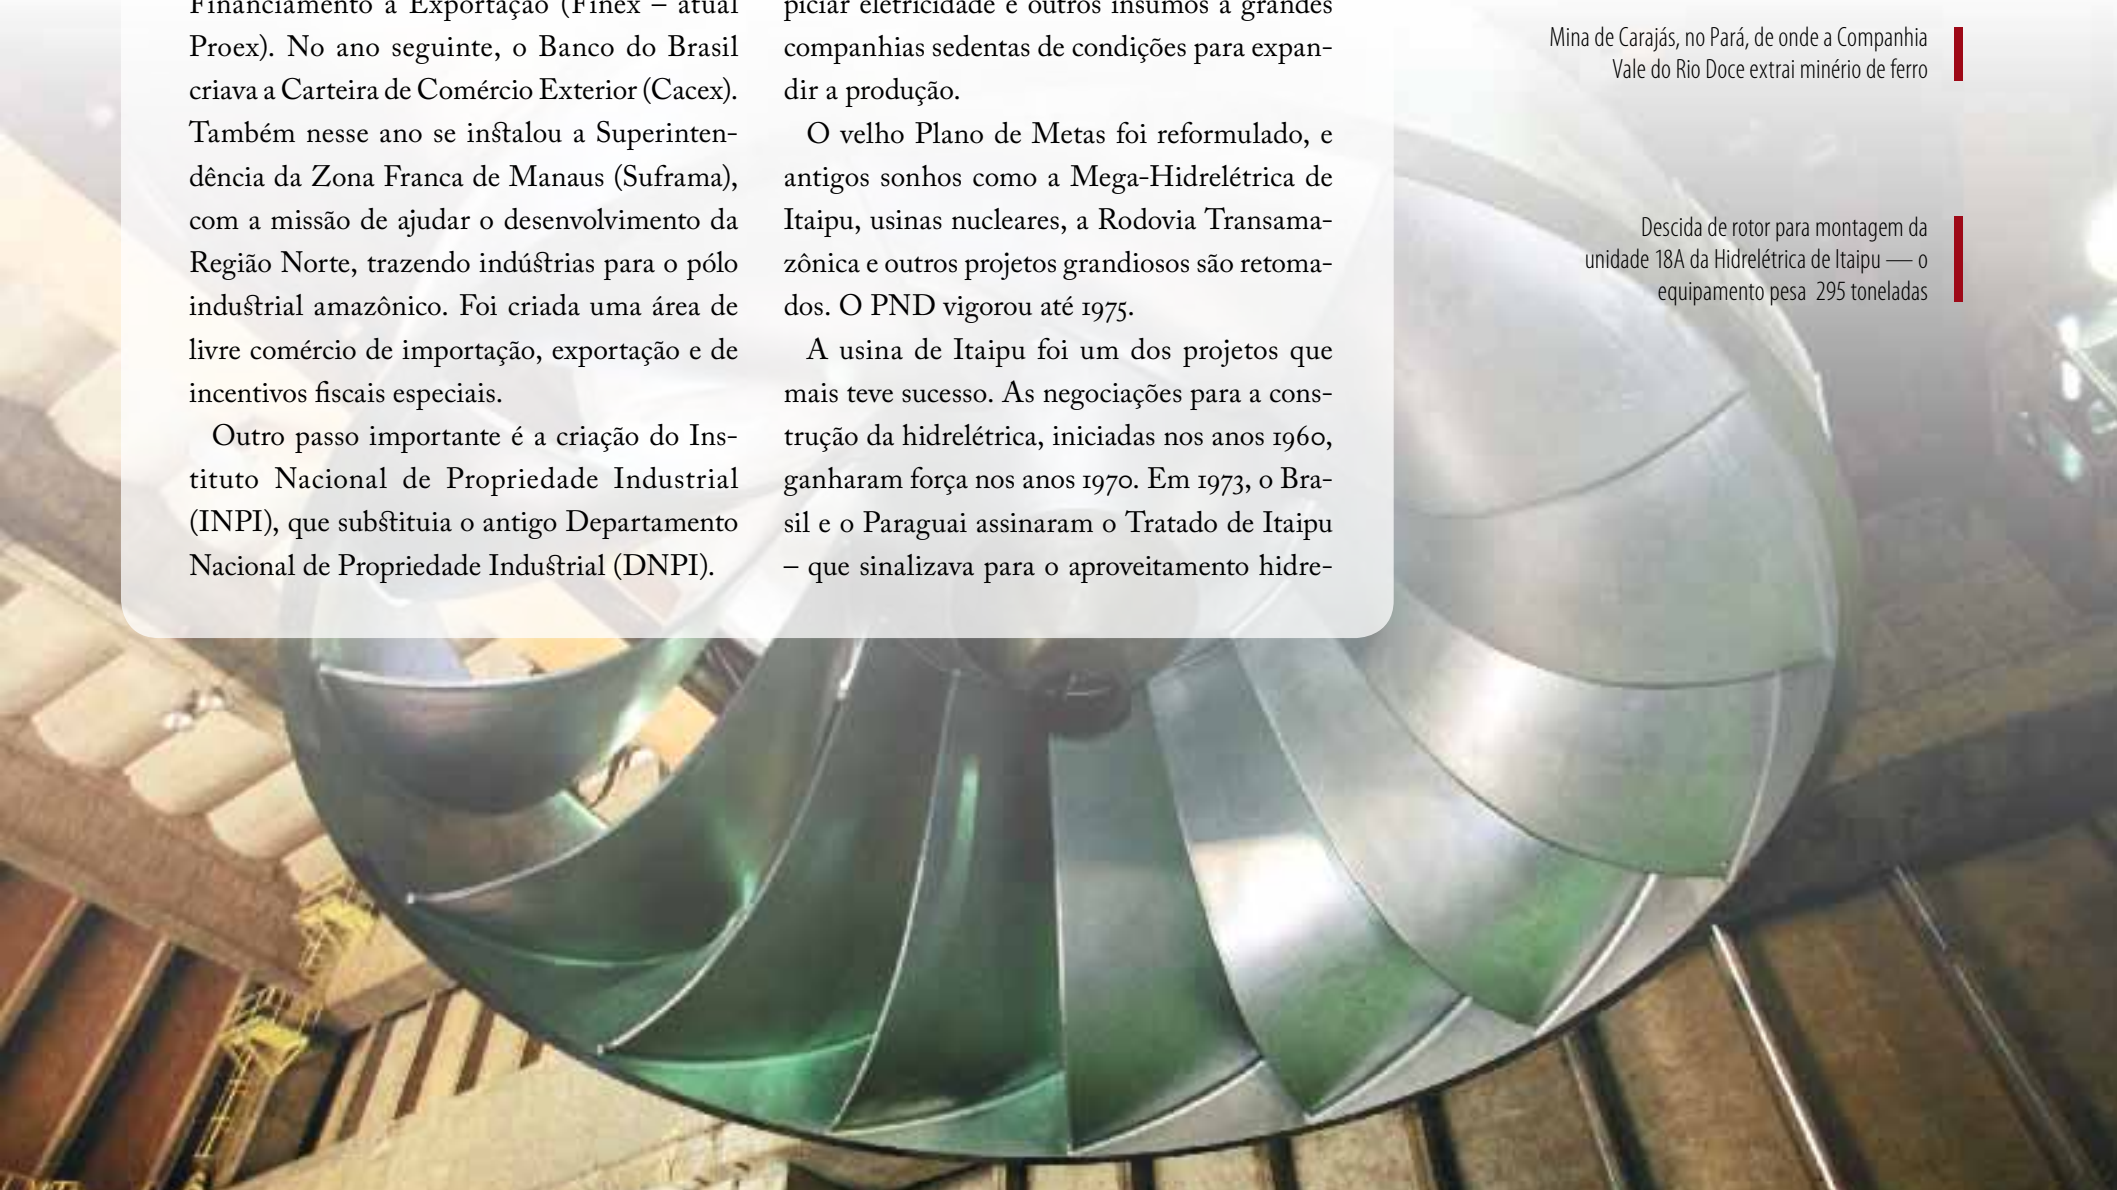 Financiamento à Exportação (Finex – atual
Proex). No ano seguinte, o Banco do Brasil
criava a Carteira de Comércio Exterior (Cacex).
Também nesse ano se instalou a Superinten-
dência da Zona Franca de Manaus (Suframa),
com a missão de ajudar o desenvolvimento da
Região Norte, trazendo indústrias para o pólo
industrial amazônico. Foi criada uma área de
livre comércio de importação, exportação e de
incentivos fiscais especiais.
Outro passo importante é a criação do Ins-
tituto Nacional de Propriedade Industrial
(INPI), que substituia o antigo Departamento
Nacional de Propriedade Industrial (DNPI).
piciar eletricidade e outros insumos a grandes
companhias sedentas de condições para expan-
dir a produção.
O velho Plano de Metas foi reformulado, e
antigos sonhos como a Mega-Hidrelétrica de
Itaipu, usinas nucleares, a Rodovia Transama-
zônica e outros projetos grandiosos são retoma-
dos. O PND vigorou até 1975.
A usina de Itaipu foi um dos projetos que
mais teve sucesso. As negociações para a cons-
trução da hidrelétrica, iniciadas nos anos 1960,
ganharam força nos anos 1970. Em 1973, o Bra-
sil e o Paraguai assinaram o Tratado de Itaipu
– que sinalizava para o aproveitamento hidre-
Mina de Carajás, no Pará, de onde a Companhia
Vale do Rio Doce extrai minério de ferro
Descida de rotor para montagem da
unidade 18A da Hidrelétrica de Itaipu — o
equipamento pesa 295 toneladas